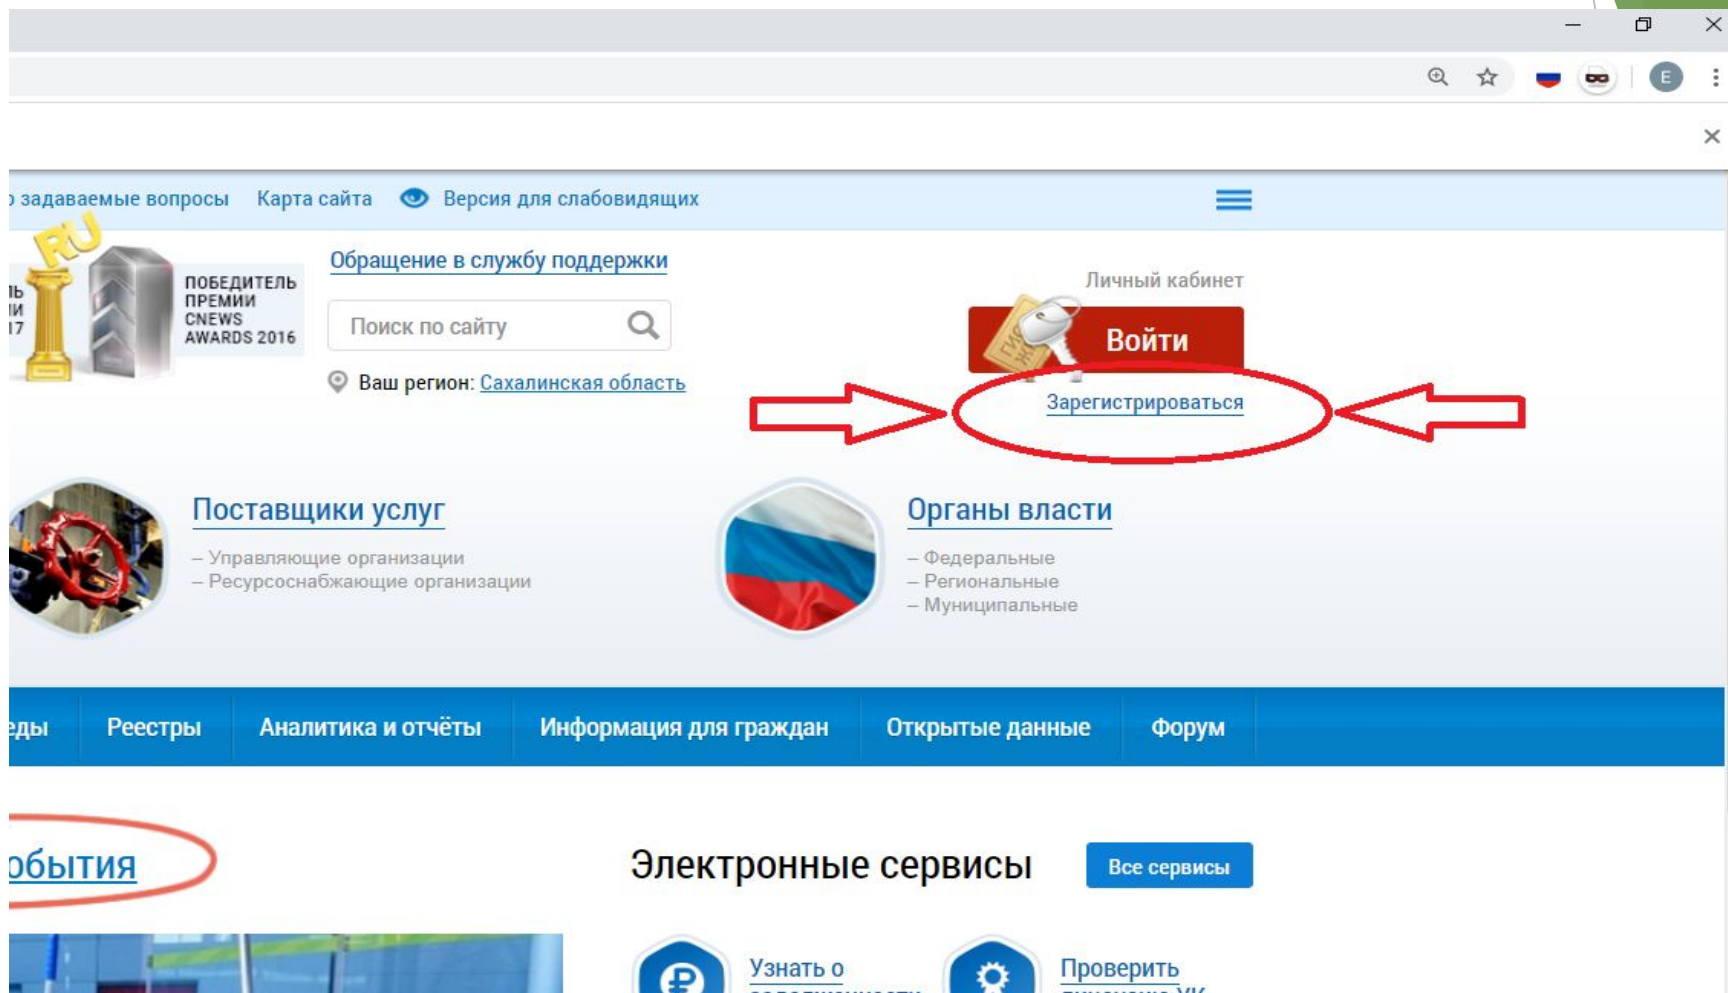 E
задаваемые вопросы Карта сайта Версия для слабовидящих
RU
17
ПОБЕДИТЕЛЬ
ПРЕМИИ
CNEWS
AWARDS 2016
Обращение в службу поддержки
Поиск по сайту
Ваш регион: Сахалинская область
Личный кабинет
Войти
Зарегистрироваться
Поставщики услуг
– Управляющие организации
– Ресурсоснабжающие организации
Органы власти
– Федеральные
– Региональные
– Муниципальные
Реестры Аналитика и отчёты Информация для граждан Открытые данные Форум
обытия
Электронные сервисы
Все сервисы
Узнать о
Проверить